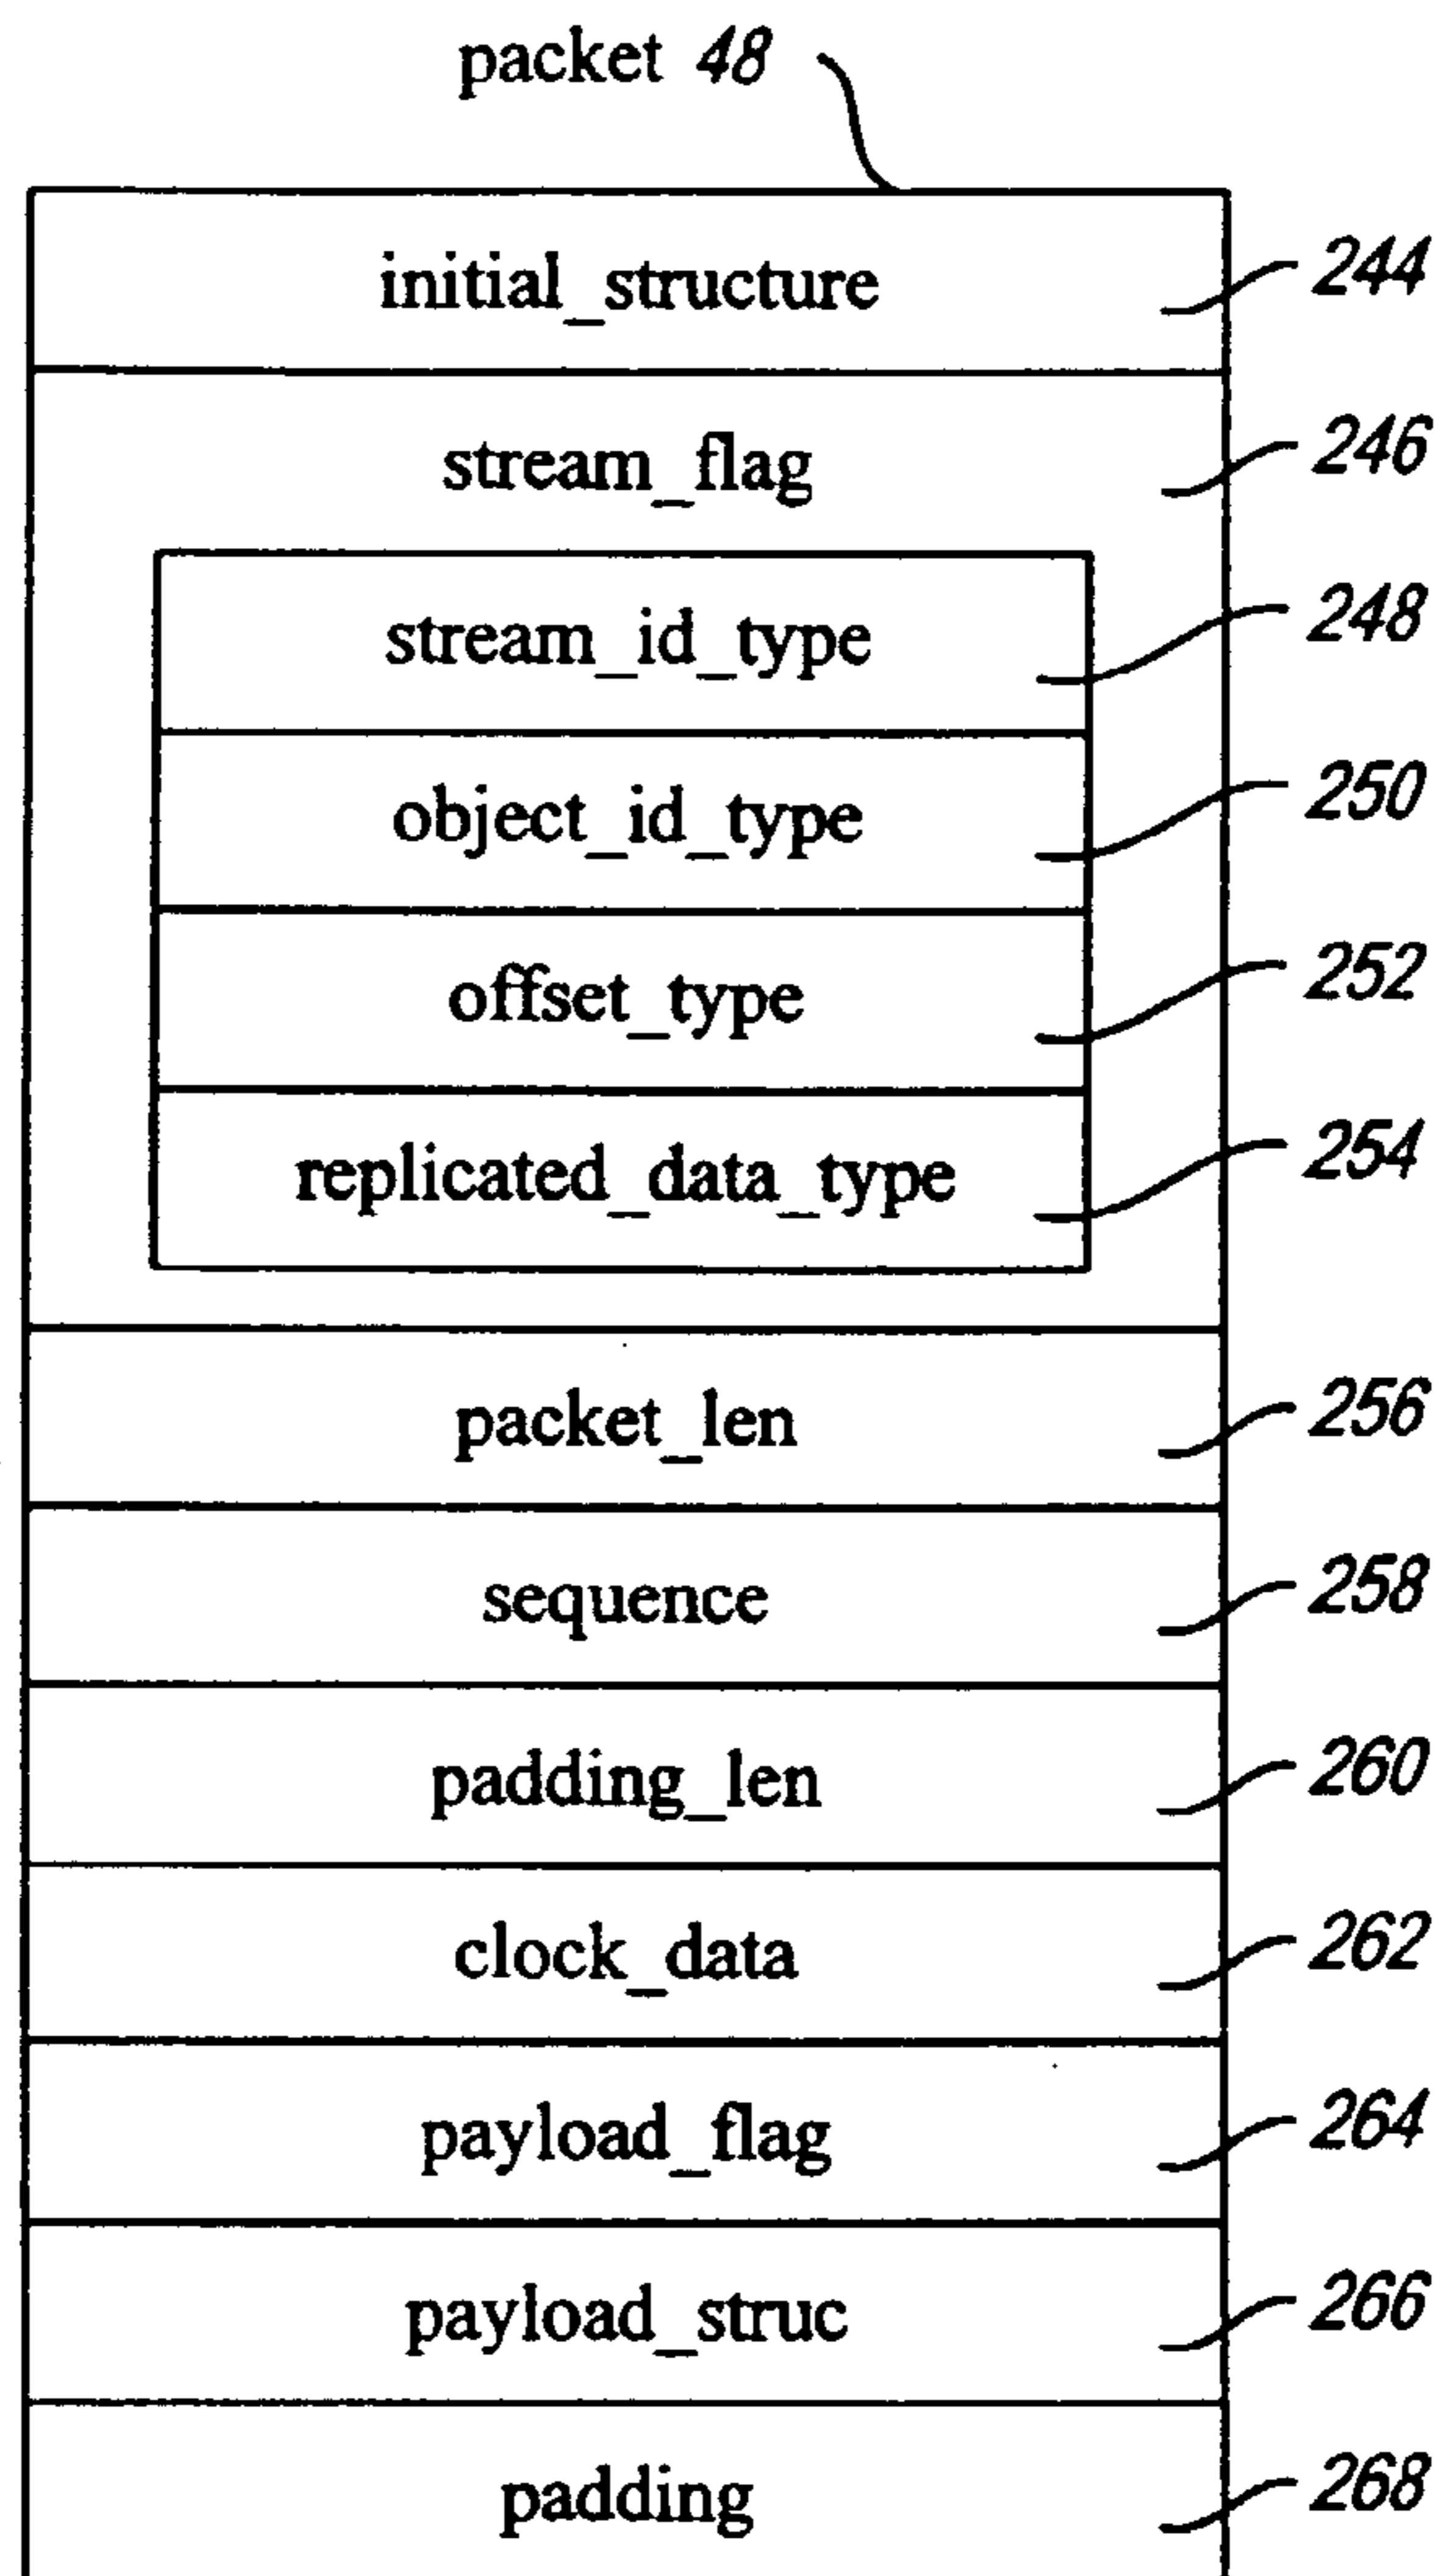 packet 48
initial_structure 244
stream_flag 246
stream_id_type 248
object_id_type 250
offset_type 252
replicated_data_type 254
packet_len 256
sequence 258
padding_len 260
clock_data 262
payload_flag 264
payload_struc 266
padding 268